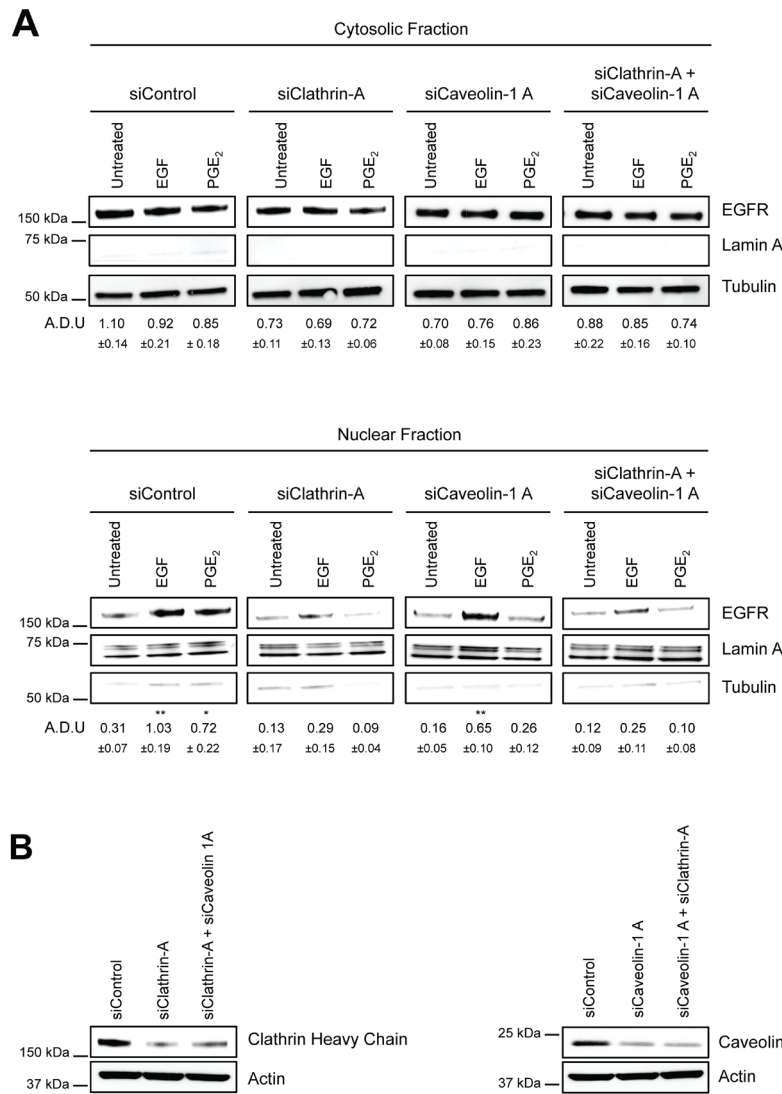 A
Cytosolic Fraction
siControl siClathrin-A siCaveolin-1 A siClathrin-A +
siCaveolin-1 A
Untreated EGF PGE2 Untreated EGF PGE2 Untreated EGF PGE2 Untreated EGF PGE2
150 kDa EGFR
75 kDa Lamin A
50 kDa Tubulin
A.D.U 1.10 0.92 0.85 0.73 0.69 0.72 0.70 0.76 0.86 0.88 0.85 0.74
±0.14 ±0.21 ± 0.18 ±0.11 ±0.13 ±0.06 ±0.08 ±0.15 ±0.23 ±0.22 ±0.16 ±0.10
Nuclear Fraction
siControl siClathrin-A siCaveolin-1 A siClathrin-A +
siCaveolin-1 A
Untreated EGF PGE2 Untreated EGF PGE2 Untreated EGF PGE2 Untreated EGF PGE2
150 kDa EGFR
75 kDa Lamin A
50 kDa Tubulin
** * **
A.D.U 0.31 1.03 0.72 0.13 0.29 0.09 0.16 0.65 0.26 0.12 0.25 0.10
±0.07 ±0.19 ± 0.22 ±0.17 ±0.15 ±0.04 ±0.05 ±0.10 ±0.12 ±0.09 ±0.11 ±0.08
B
siControl siClathrin-A siClathrin-A + siCaveolin 1A
150 kDa Clathrin Heavy Chain
37 kDa Actin
siControl siCaveolin-1 A siCaveolin-1 A + siClathrin-A
25 kDa Caveolin
37 kDa Actin